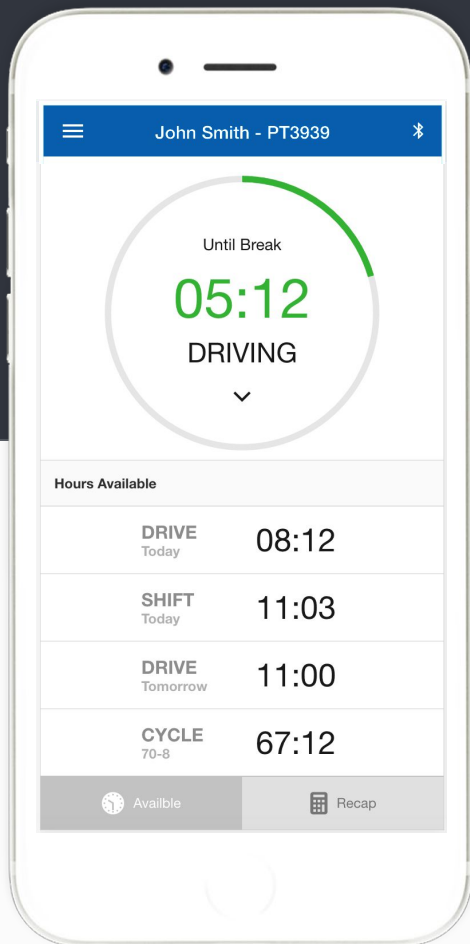 John Smith - PT3939
Until Break
05:12
DRIVING
Hours Available
DRIVE 08:12
Today
SHIFT 11:03
Today
DRIVE 11:00
Tomorrow
CYCLE 67:12
70-8
Availble Recap